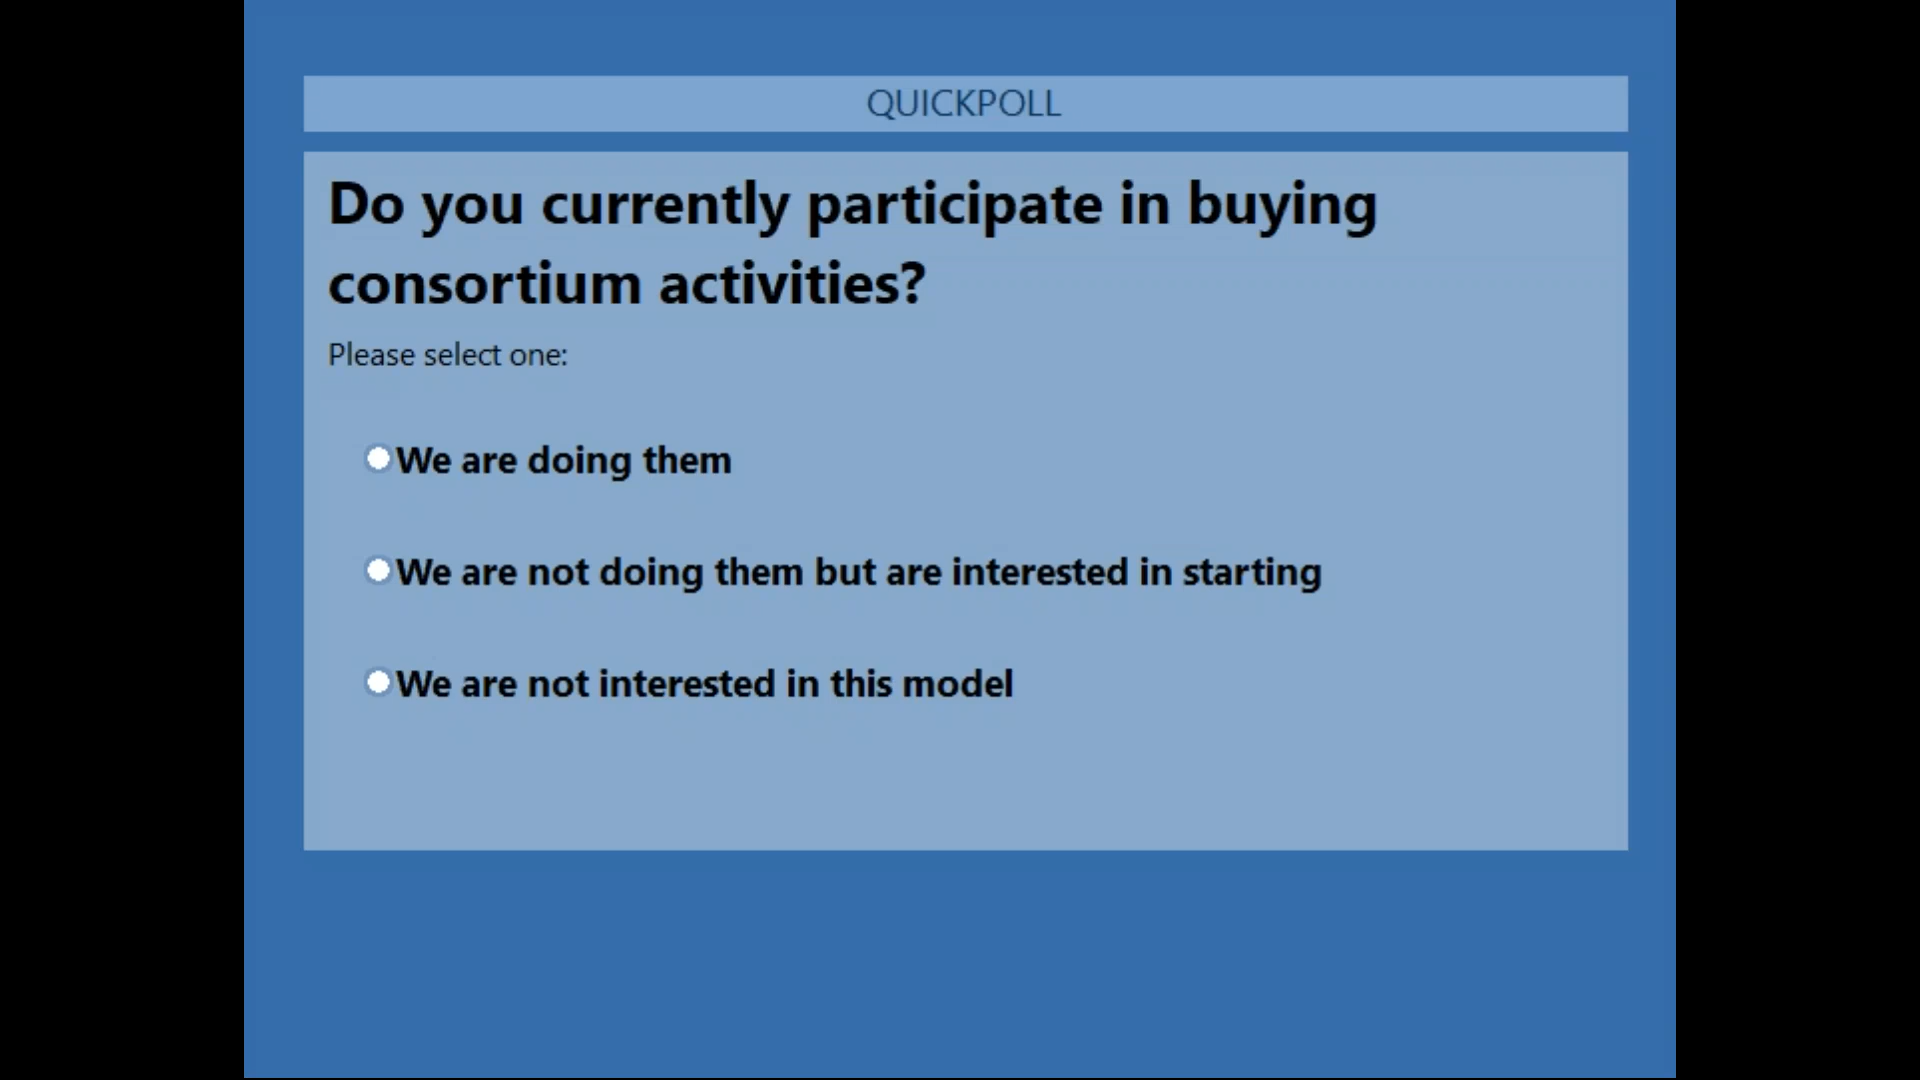 QUICKPOLL
Do you currently participate in buying
consortium activities?
Please select one:
We are doing them
We are not doing them but are interested in starting
We are not interested in this model